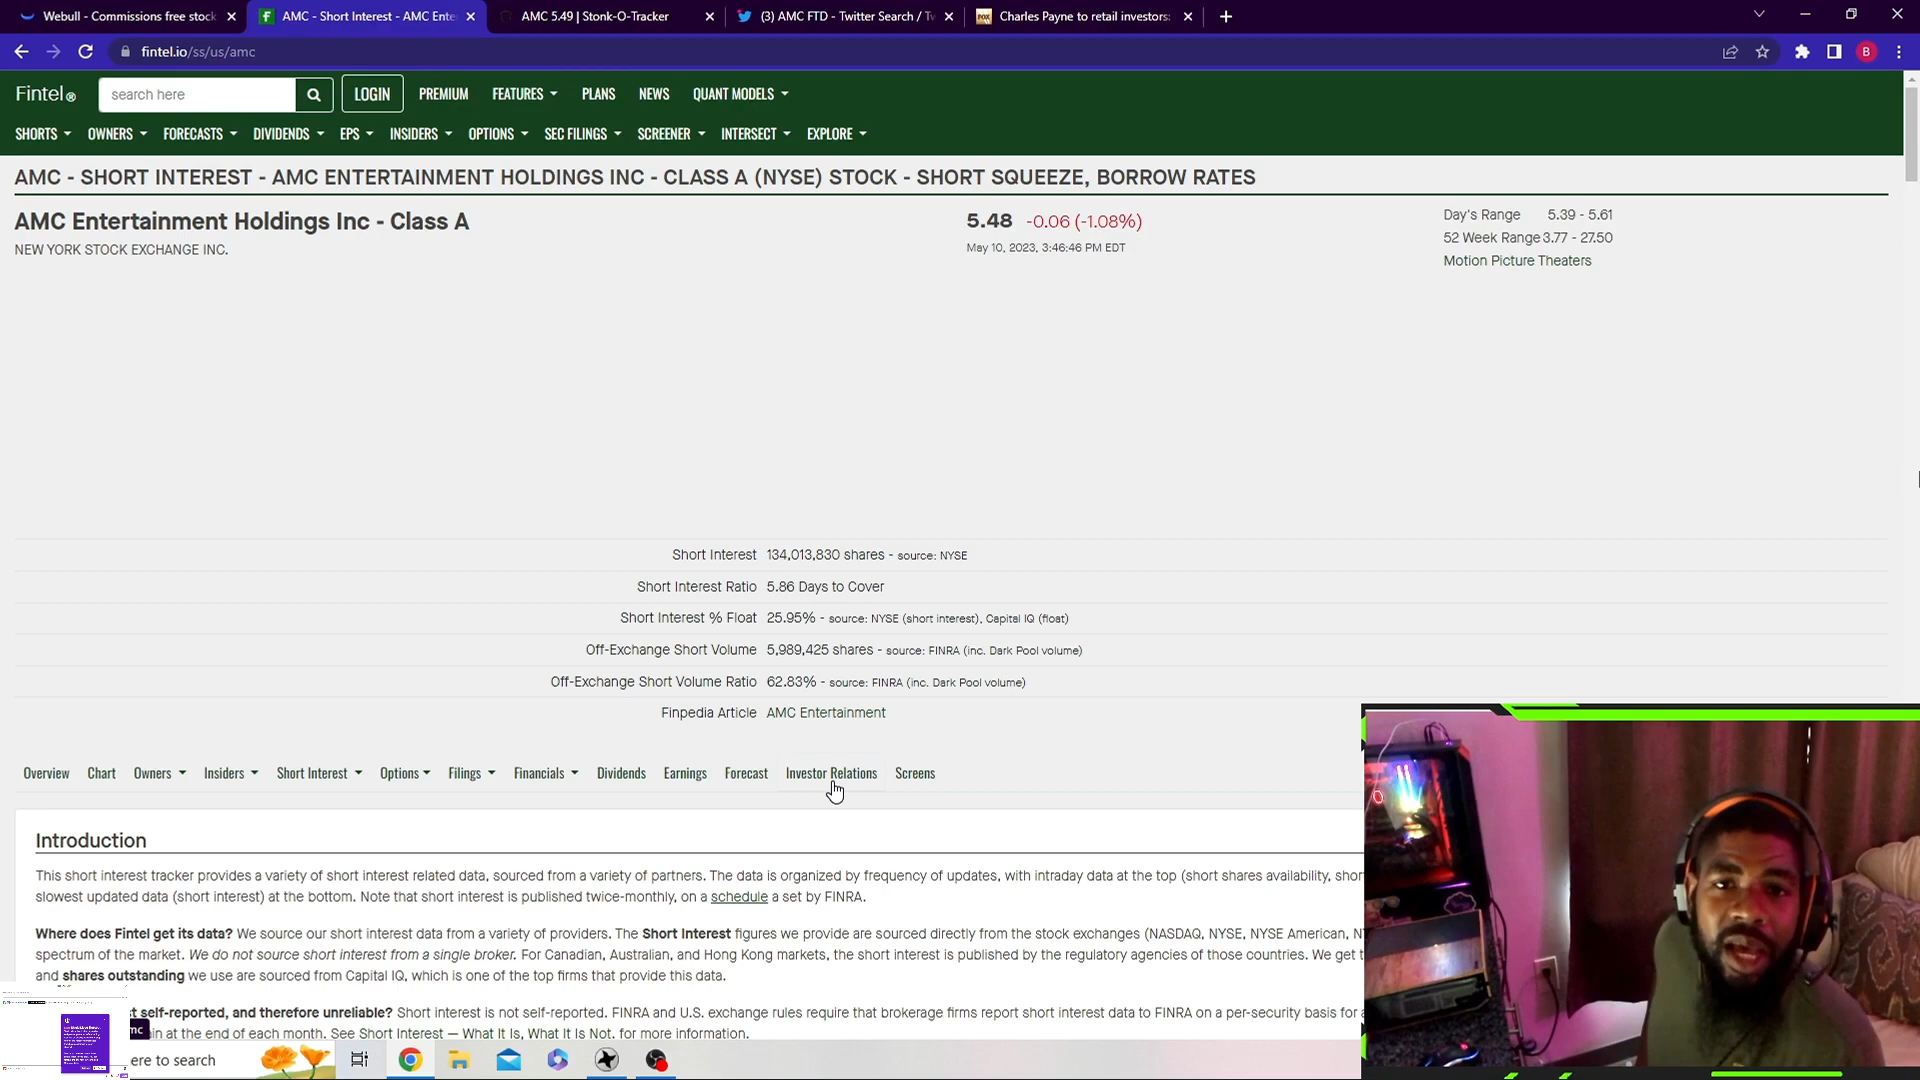 Webull - Commissions free stock
AMC - Short Interest - AMC Ente
AMC 5.49 | Stonk-O-Tracker
(3) AMC FTD - Twitter Search / Tw
Charles Payne to retail investors:
fintel.io/ss/us/amc
B
Fintel®
search here
LOGIN
PREMIUM
FEATURES
PLANS
NEWS
QUANT MODELS
SHORTS
OWNERS
FORECASTS
DIVIDENDS
EPS
INSIDERS
OPTIONS
SEC FILINGS
SCREENER
INTERSECT
EXPLORE
AMC - SHORT INTEREST - AMC ENTERTAINMENT HOLDINGS INC - CLASS A (NYSE) STOCK - SHORT SQUEEZE, BORROW RATES
AMC Entertainment Holdings Inc - Class A
NEW YORK STOCK EXCHANGE INC.
5.48 -0.06 (-1.08%)
May 10, 2023, 3:46:46 PM EDT
Day's Range 5.39 - 5.61
52 Week Range 3.77 - 27.50
Motion Picture Theaters
Short Interest 134,013,830 shares - source: NYSE
Short Interest Ratio 5.86 Days to Cover
Short Interest % Float 25.95% - source: NYSE (short interest), Capital IQ (float)
Off-Exchange Short Volume 5,989,425 shares - source: FINRA (inc. Dark Pool volume)
Off-Exchange Short Volume Ratio 62.83% - source: FINRA (inc. Dark Pool volume)
Finpedia Article AMC Entertainment
Overview
Chart
Owners
Insiders
Short Interest
Options
Filings
Financials
Dividends
Earnings
Forecast
Investor Relations
Screens
Introduction
This short interest tracker provides a variety of short interest related data, sourced from a variety of partners. The data is organized by frequency of updates, with intraday data at the top (short shares availability, shor
slowest updated data (short interest) at the bottom. Note that short interest is published twice-monthly, on a schedule a set by FINRA.
Where does Fintel get its data? We source our short interest data from a variety of providers. The Short Interest figures we provide are sourced directly from the stock exchanges (NASDAQ, NYSE, NYSE American, N
spectrum of the market. We do not source short interest from a single broker. For Canadian, Australian, and Hong Kong markets, the short interest is published by the regulatory agencies of those countries. We get t
and shares outstanding we use are sourced from Capital IQ, which is one of the top firms that provide this data.
t self-reported, and therefore unreliable? Short interest is not self-reported. FINRA and U.S. exchange rules require that brokerage firms report short interest data to FINRA on a per-security basis for a
mc
ain at the end of each month. See Short Interest — What It Is, What It Is Not. for more information.
ere to search